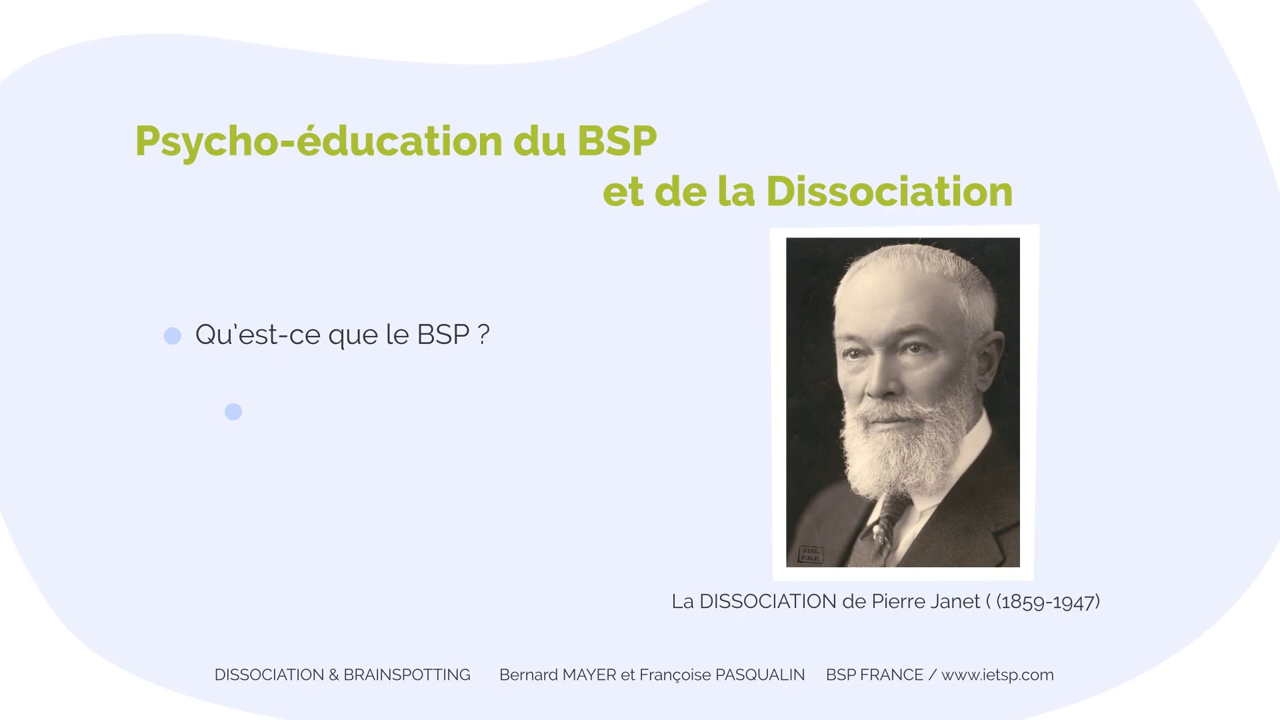 Psycho-éducation du BSP
et de la Dissociation
Qu’est-ce que le BSP ?
La DISSOCIATION de Pierre Janet ( (1859-1947)
DISSOCIATION & BRAINSPOTTING Bernard MAYER et Françoise PASQUALIN BSP FRANCE / www.ietsp.com